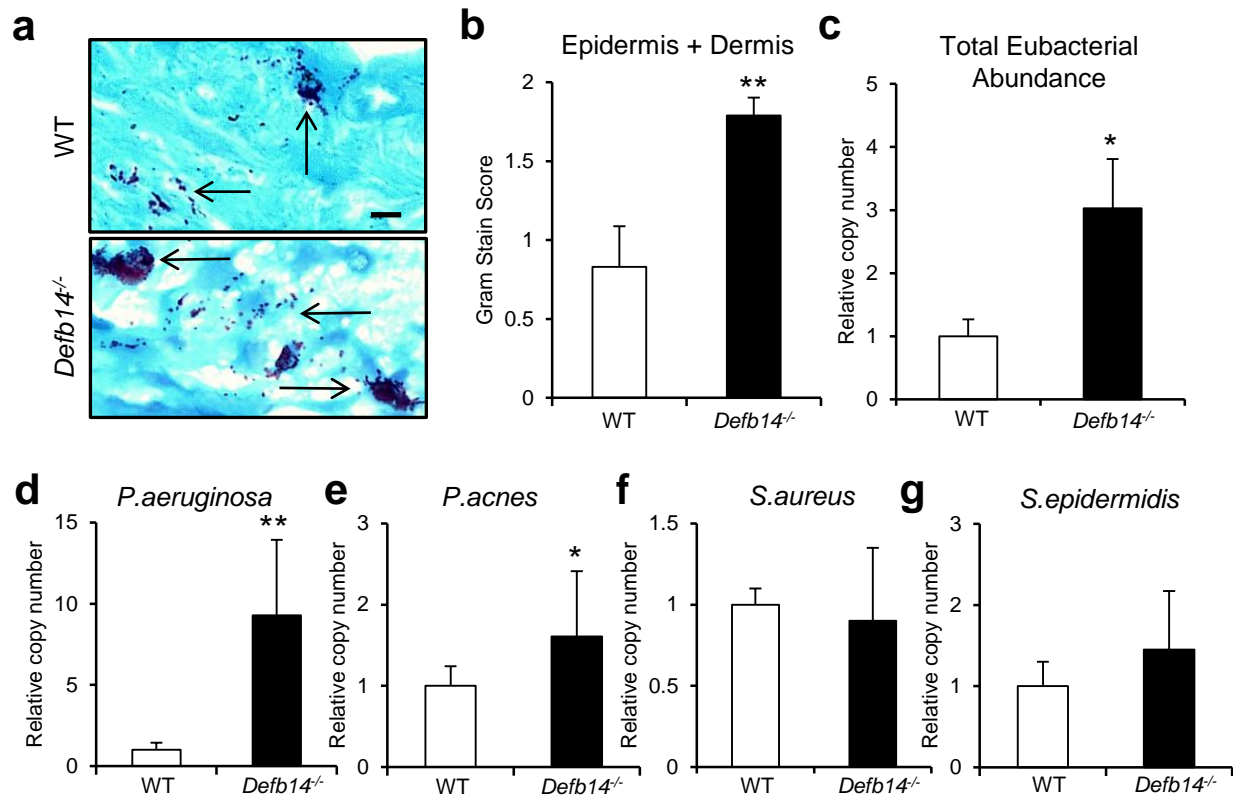 a
WT
Defb14-/-
b
Epidermis + Dermis
Gram Stain Score
2
1.5
1
0.5
0
**
WT
Defb14-/-
c
Total Eubacterial
Abundance
Relative copy number
5
4
3
2
1
0
*
WT
Defb14-/-
d
P.aeruginosa
Relative copy number
15
10
5
0
**
WT
Defb14-/-
e
P.acnes
Relative copy number
3
2
1
0
*
WT
Defb14-/-
f
S.aureus
Relative copy number
1.5
1
0.5
0
WT
Defb14-/-
g
S.epidermidis
Relative copy number
3
2
1
0
WT
Defb14-/-